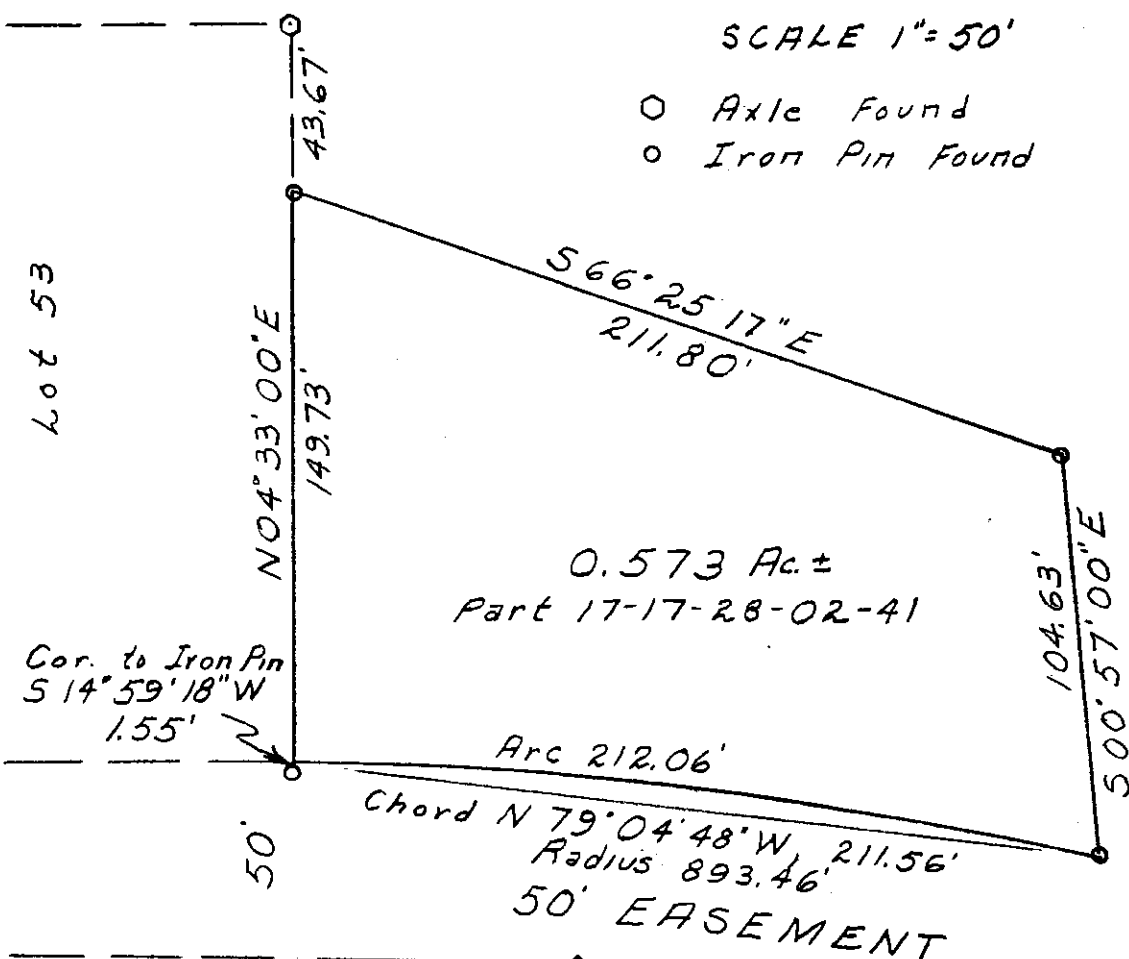 SCALE 1"= 50'
Axle Found
Iron Pin Found
43.67'
Lot 53
S 66° 25' 17" E
211.80'
N04° 33' 00" E
149.73'
0.573 Ac. ±
Part 17-17-28-02-41
104.63'
S 00° 57' 00" E
Cor. to Iron Pin
S 14° 59' 18" W
1.55'
Arc 212.06'
Chord N 79° 04' 48" W, 211.56'
Radius 893.46'
50'
50' EASEMENT